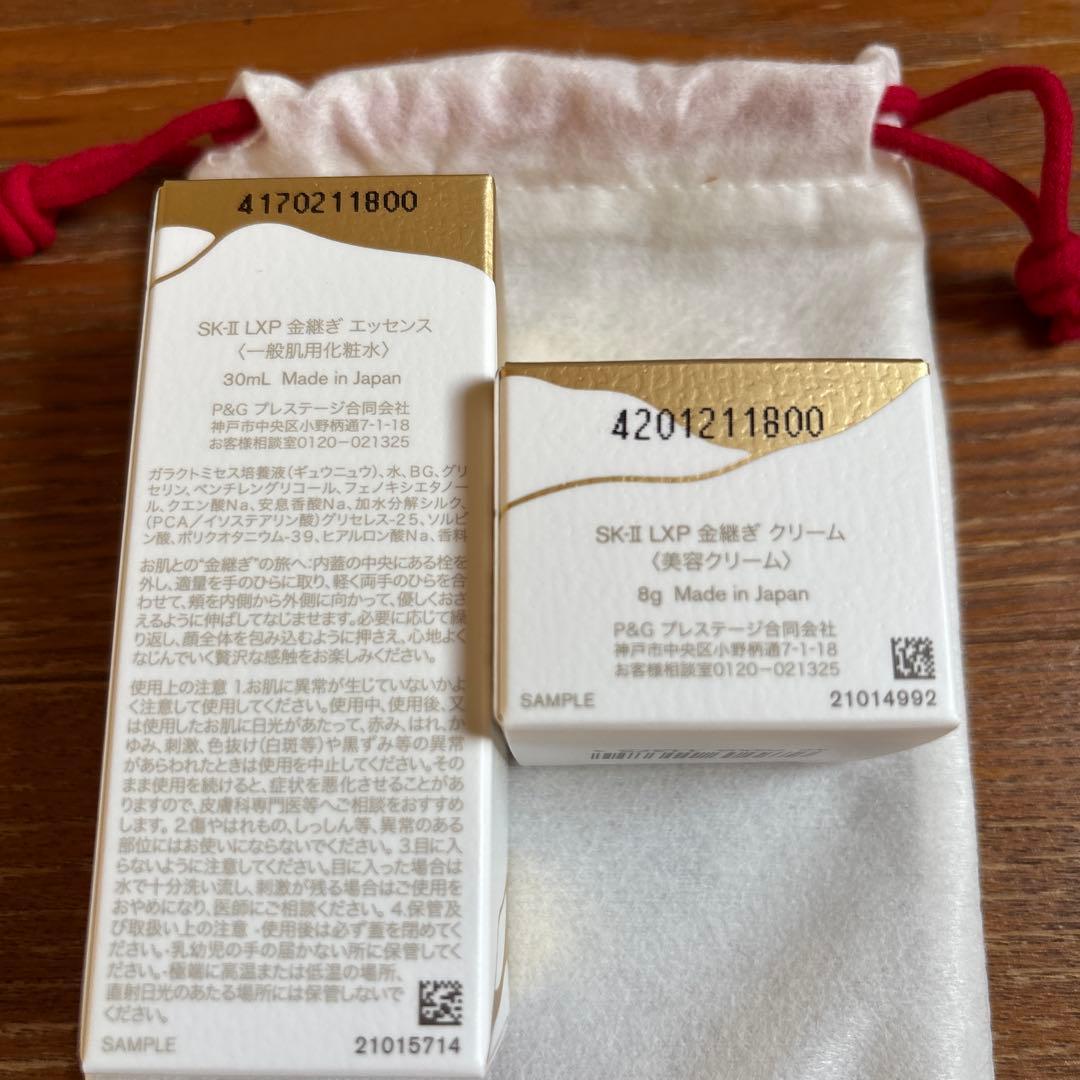 4170211800
SK-II LXP 金継ぎ エッセンス
〈一般肌用化粧水〉
30mL Made in Japan
P&G プレステージ合同会社
神戸市中央区小野柄通7-1-18
お客様相談室0120-021325
ガラクトミセス培養液(ギュウニュウ)、水、BG、グリ
セリン、ペンチレングリコール、フェノキシエタノー
ル、クエン酸Na、安息香酸Na、加水分解シルク、
(PCA/イソステアリン酸)グリセレス-25、ソルビ
ン酸、ポリクオタニウム-39、ヒアルロン酸Na、香料
お肌との“金継ぎ”の旅へ:内蓋の中央にある栓を
外し、適量を手のひらに取り、軽く両手のひらを合
わせて、頬を内側から外側に向かって、優しくおさ
えるように伸ばしてなじませます。必要に応じて繰
り返し、顔全体を包み込むように押さえ、心地よく
なじんでいく贅沢な感触をお楽しみください。
使用上の注意 1.お肌に異常が生じていないかよ
く注意して使用してください。使用中、使用後、又
は使用したお肌に日光があたって、赤み、はれ、か
ゆみ、刺激、色抜け(白斑等)や黒ずみ等の異常
があらわれたときは使用を中止してください。その
まま使用を続けると、症状を悪化させることがあ
りますので、皮膚科専門医等へご相談をおすすめ
します。2.傷やはれもの、しっしん等、異常のある
部位にはお使いにならないでください。3.目に入
らないように注意してください。目に入った場合は
水で十分洗い流し、刺激が残る場合はご使用を
おやめになり、医師にご相談ください。4.保管及
び取扱い上の注意 -使用後は必ず蓋を閉めてく
ださい。-乳幼児の手の届かない所に保管してく
ださい。-極端に高温または低温の場所、
直射日光のあたる場所には保管しないで
ください。
SAMPLE 21015714
4201211800
SK-II LXP 金継ぎ クリーム
〈美容クリーム〉
8g Made in Japan
P&G プレステージ合同会社
神戸市中央区小野柄通7-1-18
お客様相談室0120-021325
SAMPLE 21014992